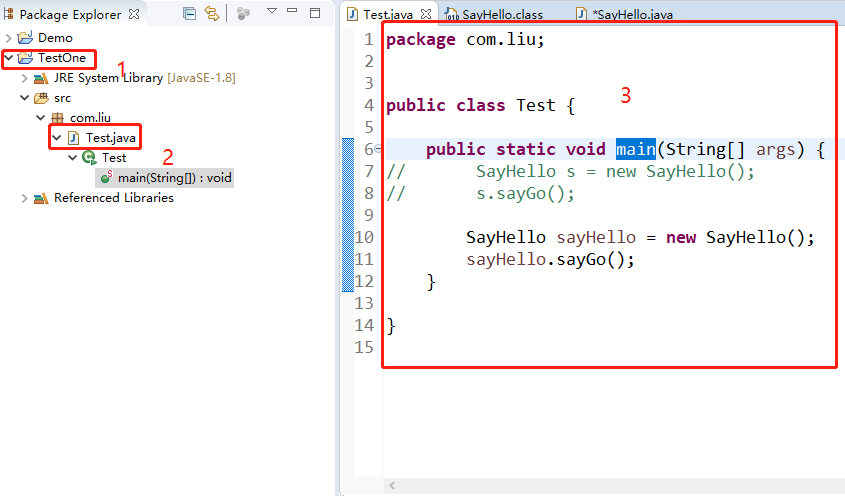 Package Explorer
Demo
TestOne
1
JRE System Library [JavaSE-1.8]
src
com.liu
Test.java
2
Test
main(String[]) : void
Referenced Libraries
Test.java
SayHello.class
*SayHello.java
3
1 package com.liu;
2
3
4 public class Test {
5
6 public static void main(String[] args) {
7 // SayHello s = new SayHello();
8 // s.sayGo();
9
10 SayHello sayHello = new SayHello();
11 sayHello.sayGo();
12 }
13
14 }
15